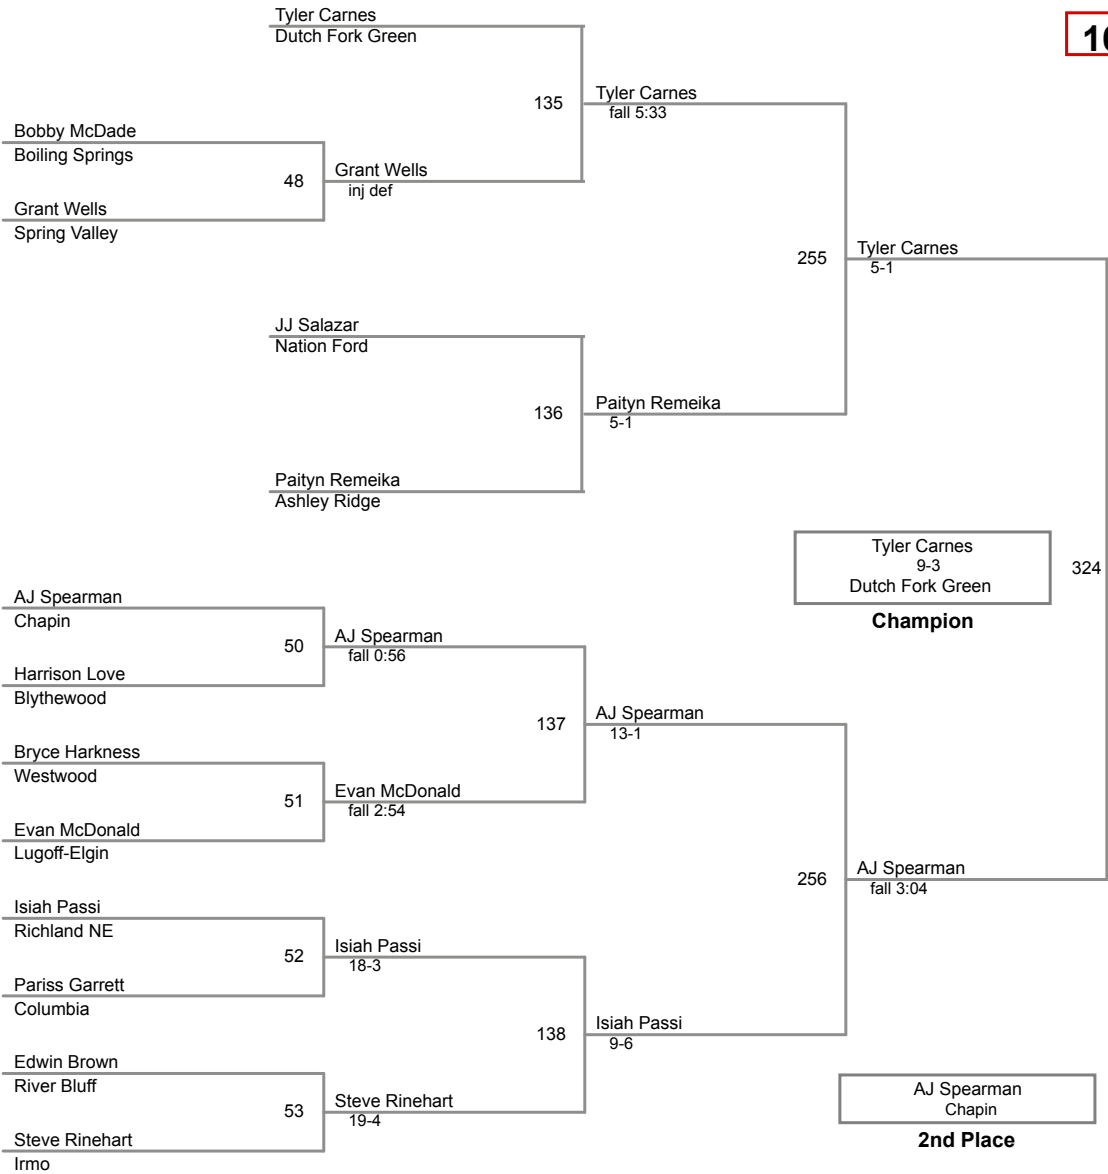 Tyler Carnes
Dutch Fork Green
135
Tyler Carnes
fall 5:33
Bobby McDade
Boiling Springs
48
Grant Wells
inj def
Grant Wells
Spring Valley
255
Tyler Carnes
5-1
JJ Salazar
Nation Ford
136
Paityn Remeika
5-1
Paityn Remeika
Ashley Ridge
Tyler Carnes
9-3
Dutch Fork Green
Champion
324
AJ Spearman
Chapin
50
AJ Spearman
fall 0:56
Harrison Love
Blythewood
137
AJ Spearman
13-1
Bryce Harkness
Westwood
51
Evan McDonald
fall 2:54
Evan McDonald
Lugoff-Elgin
256
AJ Spearman
fall 3:04
Isiah Passi
Richland NE
52
Isiah Passi
18-3
Pariss Garrett
Columbia
138
Isiah Passi
9-6
Edwin Brown
River Bluff
53
Steve Rinehart
19-4
Steve Rinehart
Irmo
AJ Spearman
Chapin
2nd Place